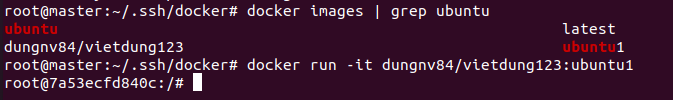 root@master:~/.ssh/docker# docker images | grep ubuntu
ubuntu latest
dungnv84/vietdung123 ubuntu1
root@master:~/.ssh/docker# docker run -it dungnv84/vietdung123:ubuntu1
root@7a53ecfd840c:/#